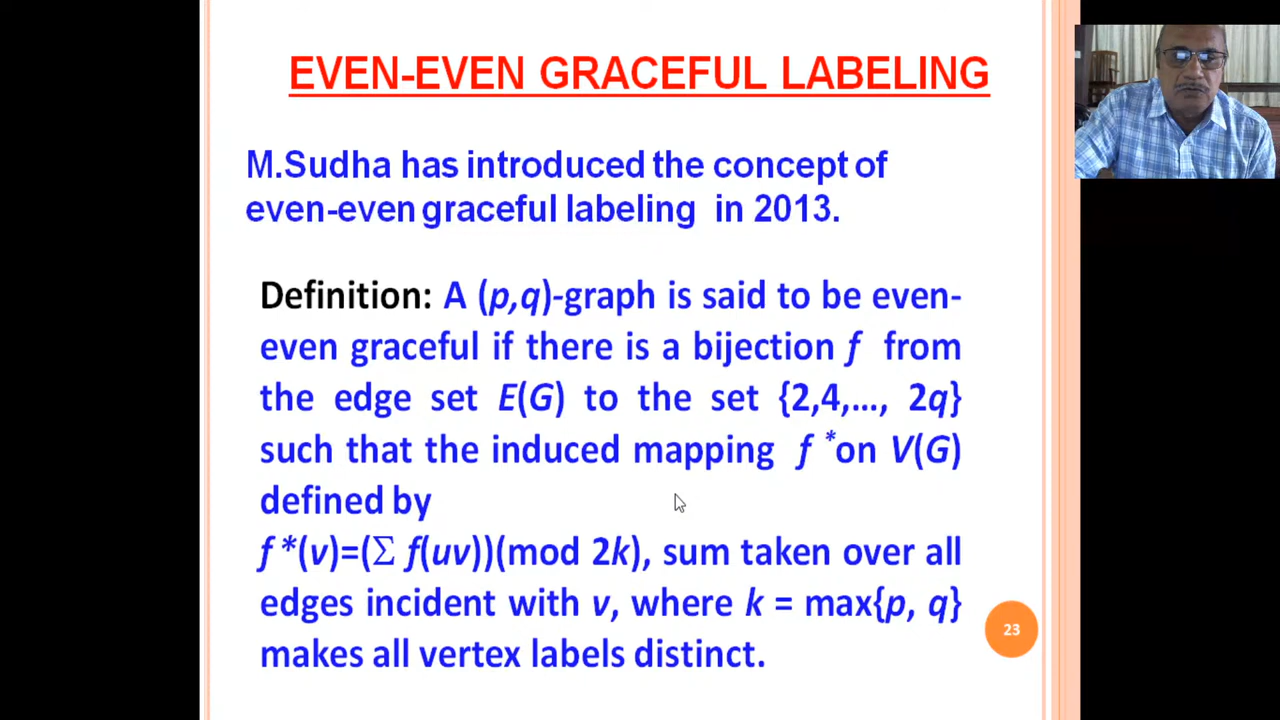 EVEN-EVEN GRACEFUL LABELING
M.Sudha has introduced the concept of
even-even graceful labeling in 2013.
Definition: A (p,q)-graph is said to be even-
even graceful if there is a bijection f from
the edge set E(G) to the set {2,4,..., 2q}
such that the induced mapping f *on V(G)
defined by
f *(v)=(Σ f(uv))(mod 2k), sum taken over all
edges incident with v, where k = max{p, q}
makes all vertex labels distinct.
23